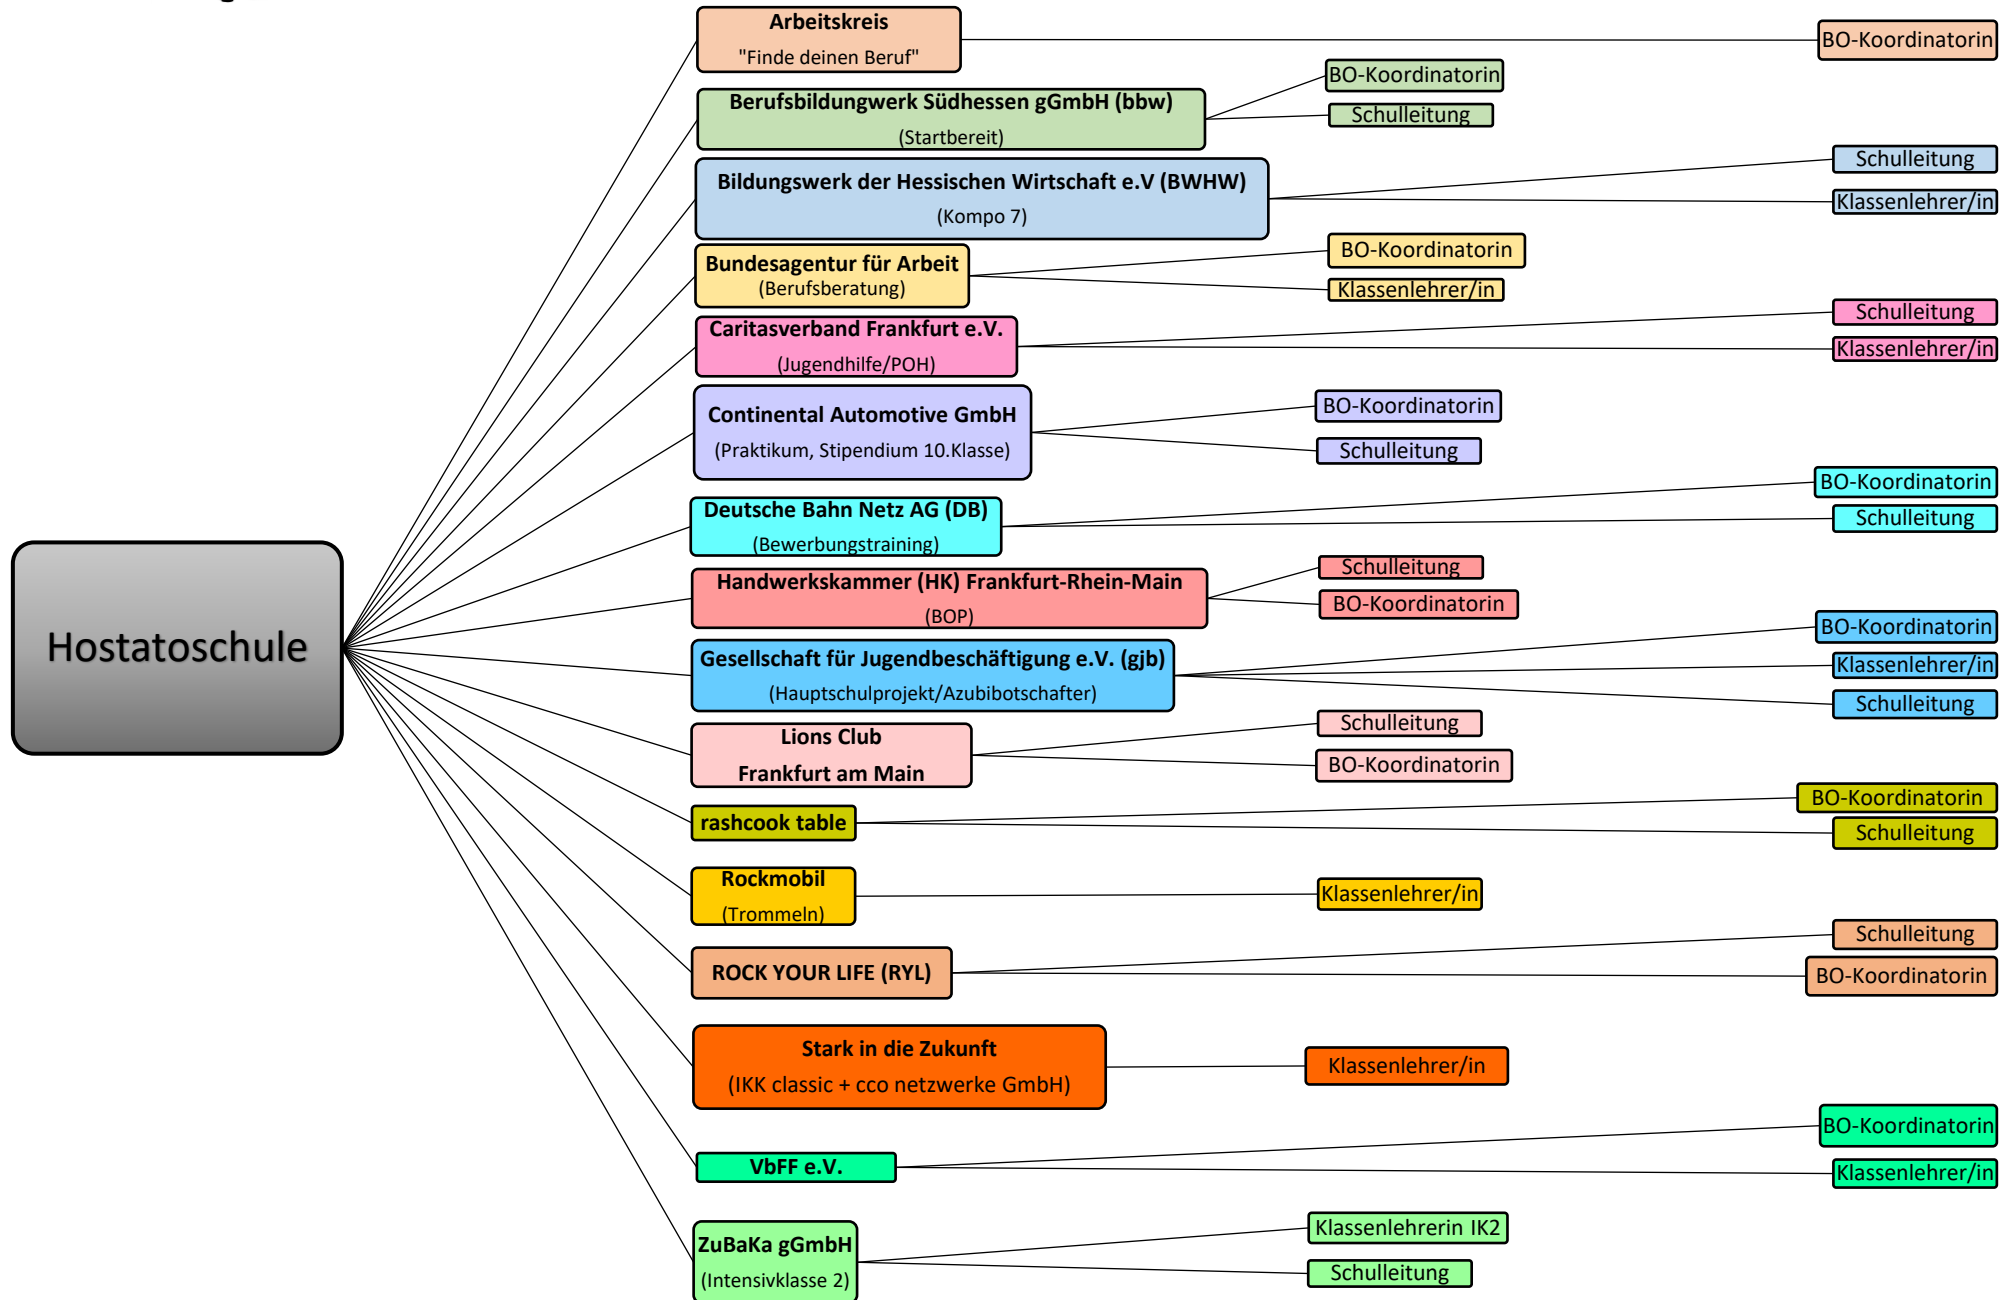 Arbeitskreis
"Finde deinen Beruf"
BO-Koordinatorin
Berufsbildungwerk Südhessen gGmbH (bbw)
(Startbereit)
BO-Koordinatorin
Schulleitung
Bildungswerk der Hessischen Wirtschaft e.V (BWHW)
(Kompo 7)
Schulleitung
Klassenlehrer/in
Bundesagentur für Arbeit
(Berufsberatung)
BO-Koordinatorin
Klassenlehrer/in
Caritasverband Frankfurt e.V.
(Jugendhilfe/POH)
Schulleitung
Klassenlehrer/in
Continental Automotive GmbH
(Praktikum, Stipendium 10.Klasse)
BO-Koordinatorin
Schulleitung
Deutsche Bahn Netz AG (DB)
(Bewerbungstraining)
BO-Koordinatorin
Schulleitung
Hostatoschule
Handwerkskammer (HK) Frankfurt-Rhein-Main
(BOP)
Schulleitung
BO-Koordinatorin
Gesellschaft für Jugendbeschäftigung e.V. (gjb)
(Hauptschulprojekt/Azubibotschafter)
BO-Koordinatorin
Klassenlehrer/in
Schulleitung
Lions Club
Frankfurt am Main
Schulleitung
BO-Koordinatorin
rashcook table
BO-Koordinatorin
Schulleitung
Rockmobil
(Trommeln)
Klassenlehrer/in
ROCK YOUR LIFE (RYL)
Schulleitung
BO-Koordinatorin
Stark in die Zukunft
(IKK classic + cco netzwerke GmbH)
Klassenlehrer/in
VbFF e.V.
BO-Koordinatorin
Klassenlehrer/in
ZuBaKa gGmbH
(Intensivklasse 2)
Klassenlehrerin IK2
Schulleitung